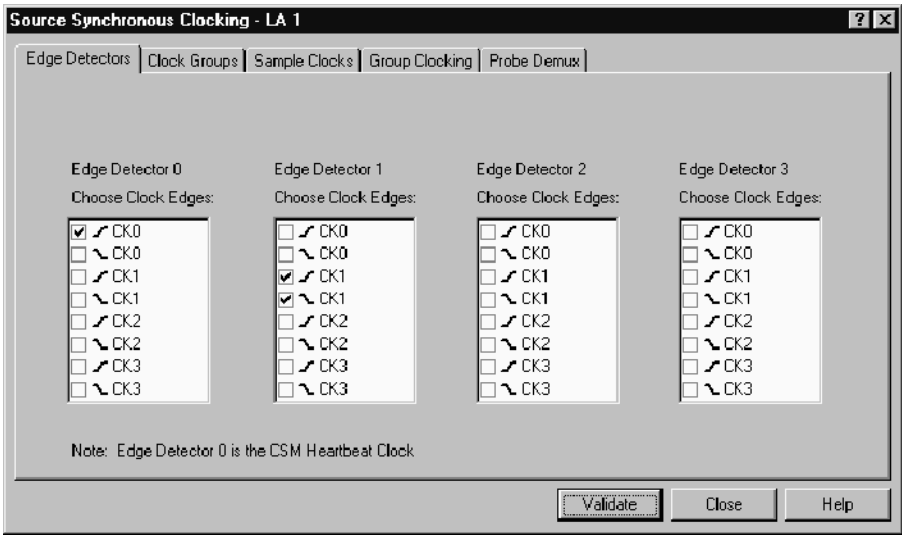 Source Synchronous Clocking - LA 1
Edge Detectors Clock Groups Sample Clocks Group Clocking Probe Demux
Edge Detector 0 Edge Detector 1 Edge Detector 2 Edge Detector 3
Choose Clock Edges: Choose Clock Edges: Choose Clock Edges: Choose Clock Edges:
CK0 CK0 CK0 CK0
CK0 CK0 CK0 CK0
CK1 CK1 CK1 CK1
CK1 CK1 CK1 CK1
CK2 CK2 CK2 CK2
CK2 CK2 CK2 CK2
CK3 CK3 CK3 CK3
CK3 CK3 CK3 CK3
Note: Edge Detector 0 is the CSM Heartbeat Clock
Validate Close Help